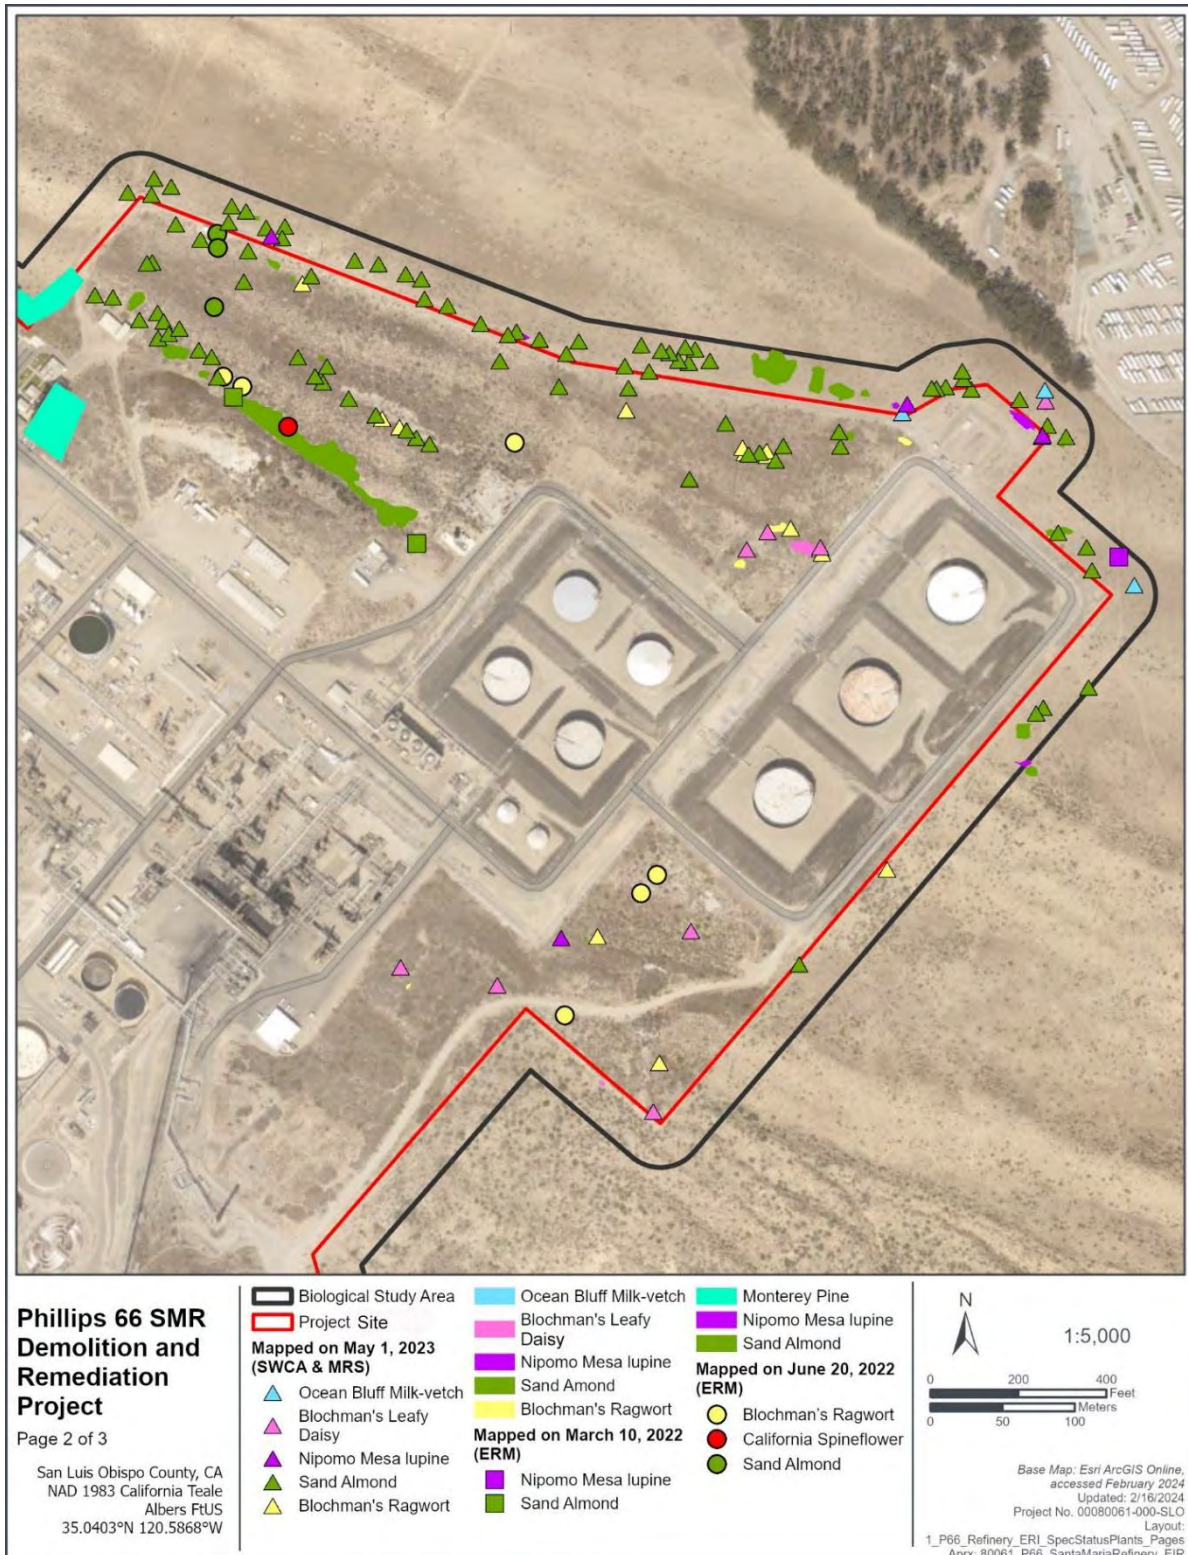 Phillips 66 SMR
Demolition and
Remediation
Project
Page 2 of 3
San Luis Obispo County, CA
NAD 1983 California Teale
Albers FtUS
35.0403°N 120.5868°W
Biological Study Area
Project Site
Mapped on May 1, 2023
(SWCA & MRS)
Ocean Bluff Milk-vetch
Blochman's Leafy
Daisy
Nipomo Mesa lupine
Sand Almond
Blochman's Ragwort
Ocean Bluff Milk-vetch
Blochman's Leafy
Daisy
Nipomo Mesa lupine
Sand Amond
Blochman's Ragwort
Mapped on March 10, 2022
(ERM)
Nipomo Mesa lupine
Sand Almond
Monterey Pine
Nipomo Mesa lupine
Sand Almond
Mapped on June 20, 2022
(ERM)
Blochman's Ragwort
California Spineflower
Sand Almond
N
1:5,000
0 200 400
Feet
Meters
0 50 100
Base Map: Esri ArcGIS Online,
accessed February 2024
Updated: 2/16/2024
Project No. 00080061-000-SLO
Layout:
1_P66_Refinery_ERI_SpecStatusPlants_Pages
Aprx: 80061_P66_SantaMariaRefinery_EIR